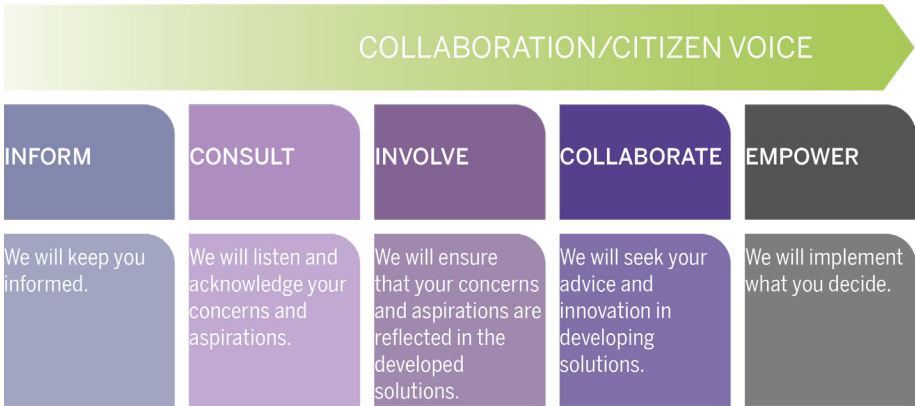 COLLABORATION/CITIZEN VOICE
INFORM
We will keep you
informed.
CONSULT
We will listen and
acknowledge your
concerns and
aspirations.
INVOLVE
We will ensure
that your concerns
and aspirations are
reflected in the
developed
solutions.
COLLABORATE
We will seek your
advice and
innovation in
developing
solutions.
EMPOWER
We will implement
what you decide.